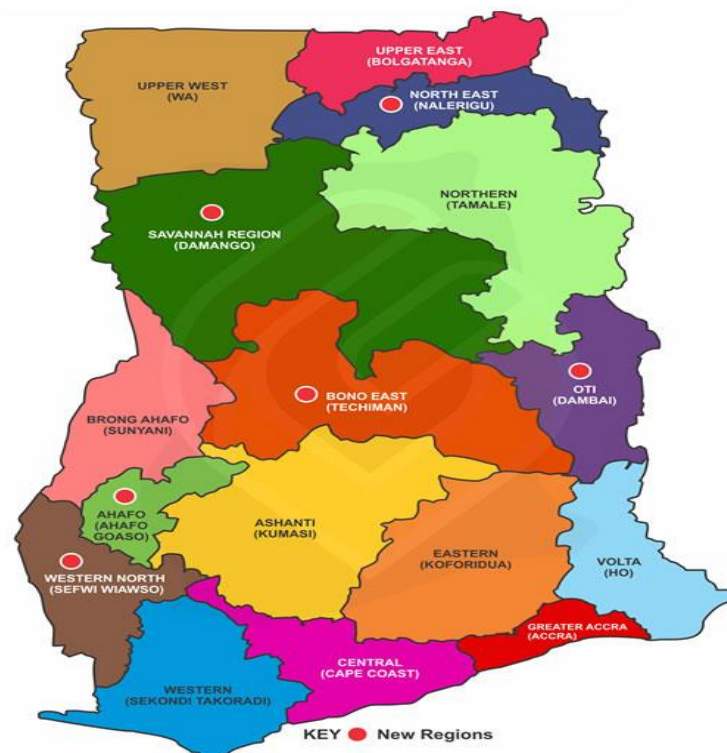 UPPER EAST
(BOLGATANGA)
UPPER WEST
(WA)
NORTH EAST
(NALERIGU)
NORTHERN
(TAMALE)
SAVANNAH REGION
(DAMANGO)
OTI
(DAMBAI)
BONO EAST
(TECHIMAN)
BRONG AHAFO
(SUNYANI)
AHAFO
(AHAFO
GOASO)
ASHANTI
(KUMASI)
EASTERN
(KOFORIDUA)
VOLTA
(HO)
WESTERN NORTH
(SEFWI WIAWSO)
GREATER ACCRA
(ACCRA)
CENTRAL
(CAPE COAST)
WESTERN
(SEKONDI TAKORADI)
KEY New Regions